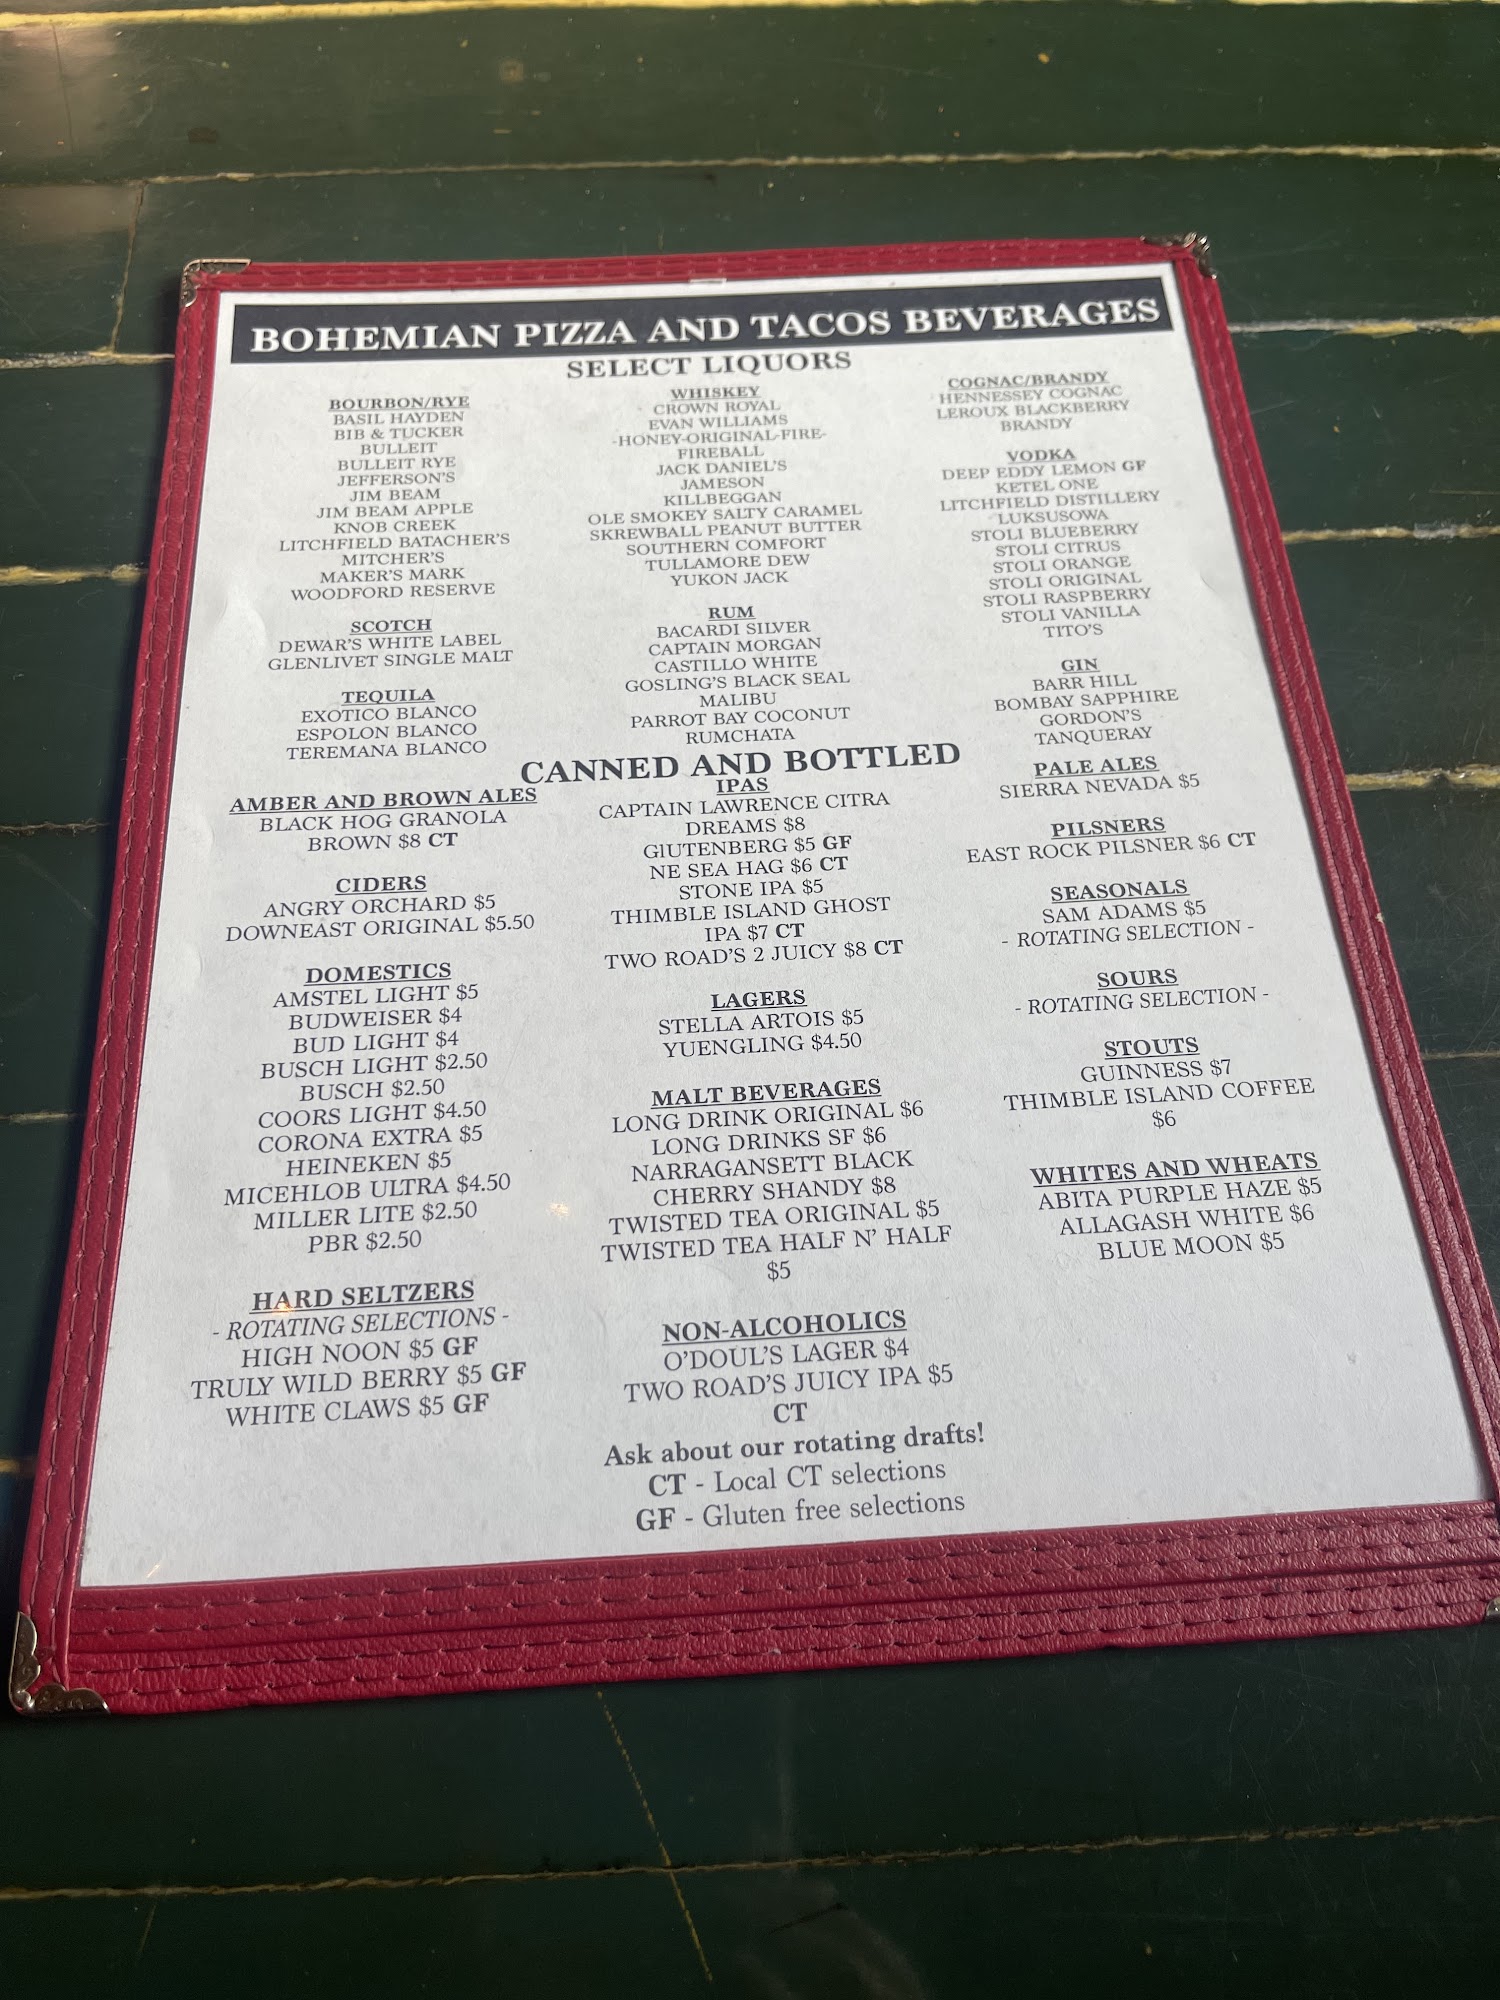 BOHEMIAN PIZZA AND TACOS BEVERAGES
SELECT LIQUORS
BOURBON/RYE
BASIL HAYDEN
BIB & TUCKER
BULLEIT
BULLEIT RYE
JEFFERSON'S
JIM BEAM
JIM BEAM APPLE
KNOB CREEK
LITCHFIELD BATACHER'S
MITCHER'S
MAKER'S MARK
WOODFORD RESERVE
SCOTCH
DEWAR'S WHITE LABEL
GLENLIVET SINGLE MALT
TEQUILA
EXOTICO BLANCO
ESPOLON BLANCO
TEREMANA BLANCO
WHISKEY
CROWN ROYAL
EVAN WILLIAMS
-HONEY-ORIGINAL-FIRE-
FIREBALL
JACK DANIEL'S
JAMESON
KILLBEGGAN
OLE SMOKEY SALTY CARAMEL
SKREWBALL PEANUT BUTTER
SOUTHERN COMFORT
TULLAMORE DEW
YUKON JACK
RUM
BACARDI SILVER
CAPTAIN MORGAN
CASTILLO WHITE
GOSLING'S BLACK SEAL
MALIBU
PARROT BAY COCONUT
RUMCHATA
COGNAC/BRANDY
HENNESSEY COGNAC
LEROUX BLACKBERRY
BRANDY
VODKA
DEEP EDDY LEMON GF
KETEL ONE
LITCHFIELD DISTILLERY
LUKSUSOWA
STOLI BLUEBERRY
STOLI CITRUS
STOLI ORANGE
STOLI ORIGINAL
STOLI RASPBERRY
STOLI VANILLA
TITO'S
GIN
BARR HILL
BOMBAY SAPPHIRE
GORDON'S
TANQUERAY
CANNED AND BOTTLED
AMBER AND BROWN ALES
BLACK HOG GRANOLA
BROWN $8 CT
CIDERS
ANGRY ORCHARD $5
DOWNEAST ORIGINAL $5.50
DOMESTICS
AMSTEL LIGHT $5
BUDWEISER $4
BUD LIGHT $4
BUSCH LIGHT $2.50
BUSCH $2.50
COORS LIGHT $4.50
CORONA EXTRA $5
HEINEKEN $5
MICEHLOB ULTRA $4.50
MILLER LITE $2.50
PBR $2.50
HARD SELTZERS
- ROTATING SELECTIONS -
HIGH NOON $5 GF
TRULY WILD BERRY $5 GF
WHITE CLAWS $5 GF
IPAS
CAPTAIN LAWRENCE CITRA
DREAMS $8
GlUTENBERG $5 GF
NE SEA HAG $6 CT
STONE IPA $5
THIMBLE ISLAND GHOST
IPA $7 CT
TWO ROAD'S 2 JUICY $8 CT
LAGERS
STELLA ARTOIS $5
YUENGLING $4.50
MALT BEVERAGES
LONG DRINK ORIGINAL $6
LONG DRINKS SF $6
NARRAGANSETT BLACK
CHERRY SHANDY $8
TWISTED TEA ORIGINAL $5
TWISTED TEA HALF N' HALF
$5
NON-ALCOHOLICS
O'DOUL'S LAGER $4
TWO ROAD'S JUICY IPA $5
CT
Ask about our rotating drafts!
CT - Local CT selections
GF - Gluten free selections
PALE ALES
SIERRA NEVADA $5
PILSNERS
EAST ROCK PILSNER $6 CT
SEASONALS
SAM ADAMS $5
- ROTATING SELECTION -
SOURS
- ROTATING SELECTION -
STOUTS
GUINNESS $7
THIMBLE ISLAND COFFEE
$6
WHITES AND WHEATS
ABITA PURPLE HAZE $5
ALLAGASH WHITE $6
BLUE MOON $5